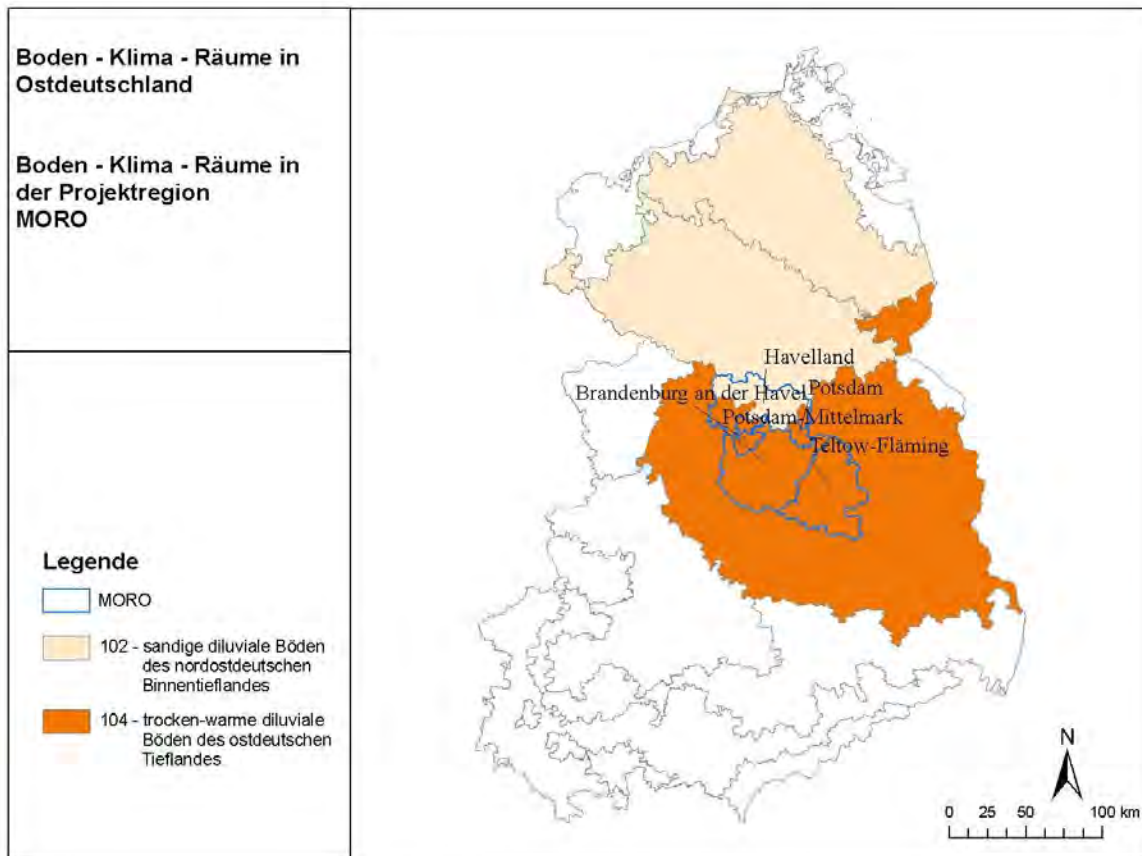 Boden - Klima - Räume in
Ostdeutschland
Boden - Klima - Räume in
der Projektregion
MORO
Havelland
Brandenburg an der Havel
Potsdam
Potsdam-Mittelmark
Teltow-Fläming
Legende
MORO
102 - sandige diluviale Böden
des nordostdeutschen
Binnentieflandes
104 - trocken-warme diluviale
Böden des ostdeutschen
Tieflandes
N
0 25 50 100 km